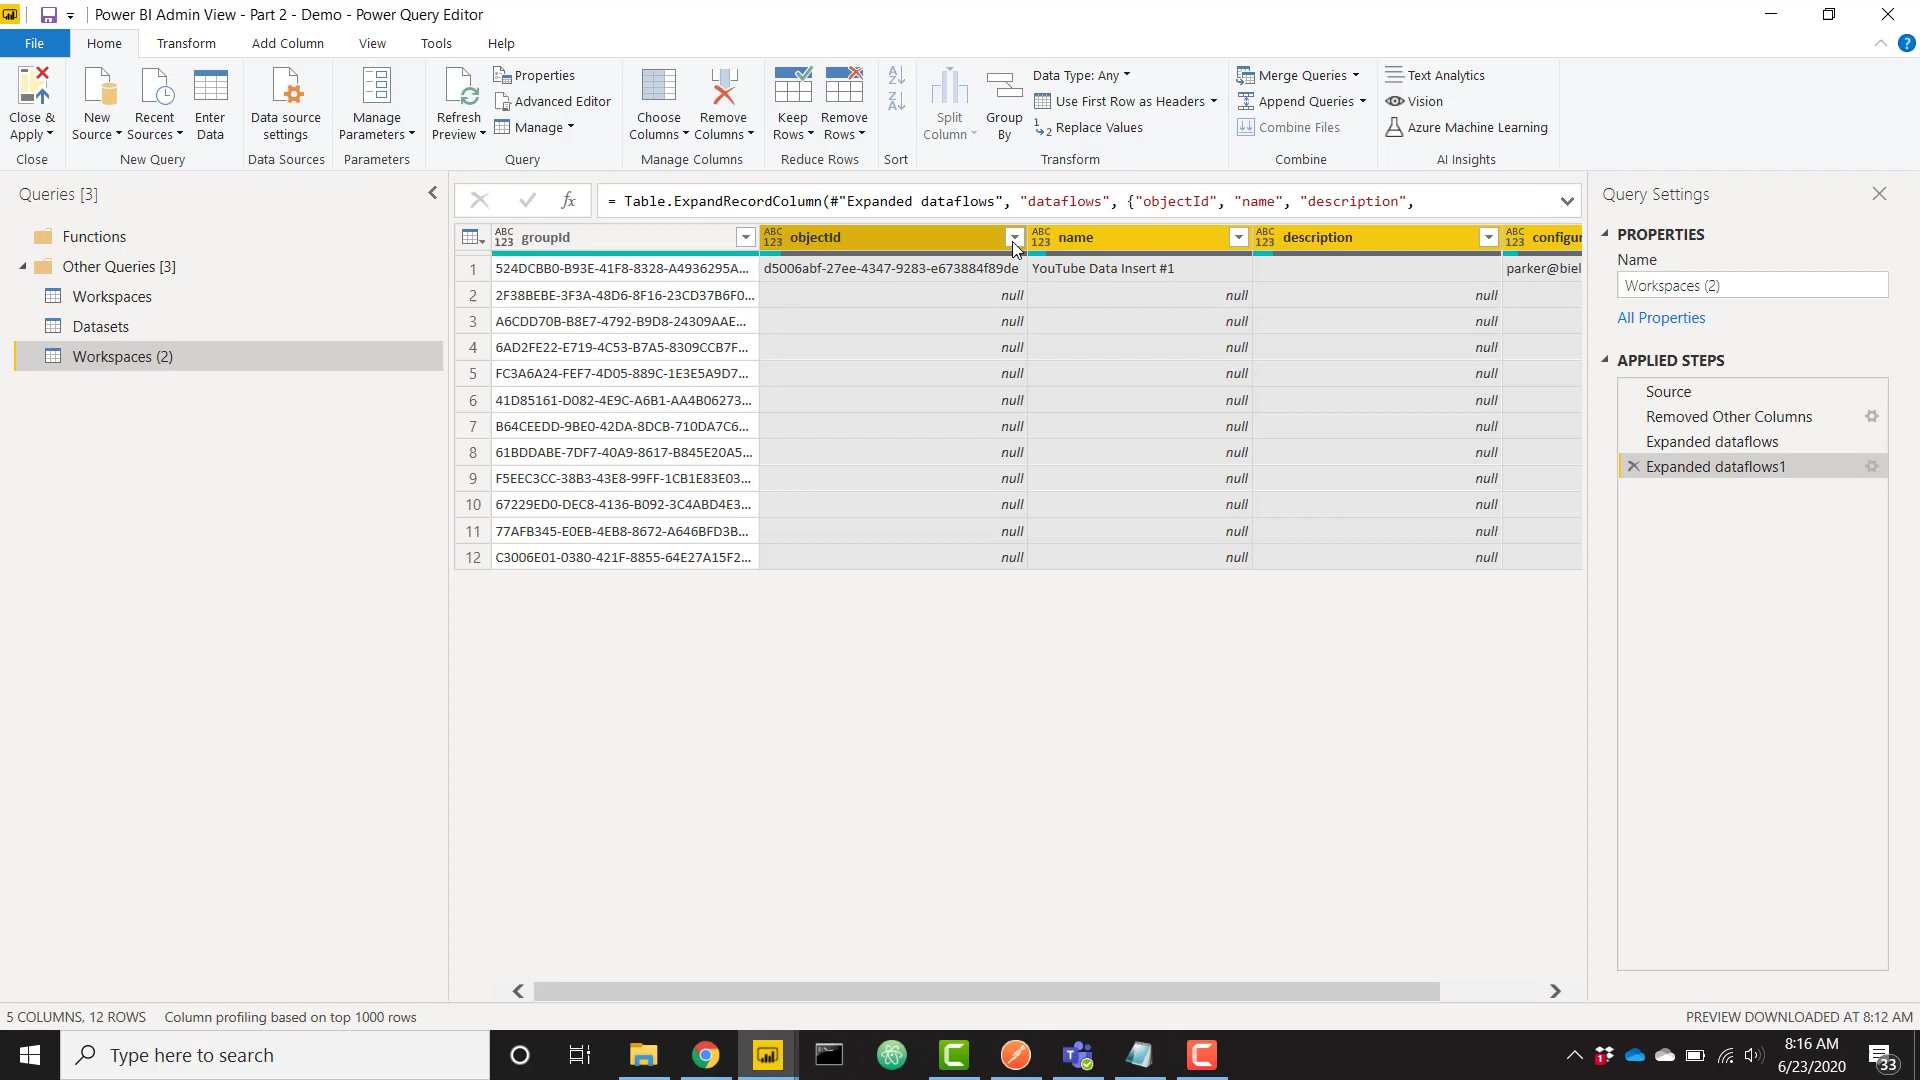 Power BI Admin View - Part 2 - Demo - Power Query Editor
File Home Transform Add Column View Tools Help
Close & Apply
New Source
Recent Sources
Enter Data
Data source settings
Manage Parameters
Refresh Preview
Properties
Advanced Editor
Manage
Choose Columns
Remove Columns
Keep Rows
Remove Rows
Split Column
Group By
Data Type: Any
Use First Row as Headers
Replace Values
Merge Queries
Append Queries
Combine Files
Text Analytics
Vision
Azure Machine Learning
Close New Query Data Sources Parameters Query Manage Columns Reduce Rows Sort Transform Combine AI Insights
Queries [3]
Functions
Other Queries [3]
Workspaces
Datasets
Workspaces (2)
fx = Table.ExpandRecordColumn(#"Expanded dataflows", "dataflows", {"objectId", "name", "description",
ABC 123 groupId ABC 123 objectId ABC 123 name ABC 123 description ABC 123 configur
1 524DCBB0-B93E-41F8-8328-A4936295A... d5006abf-27ee-4347-9283-e673884f89de YouTube Data Insert #1 parker@biel
2 2F38BEBE-3F3A-48D6-8F16-23CD37B6F0... null null null
3 A6CDD70B-B8E7-4792-B9D8-24309AAE... null null null
4 6AD2FE22-E719-4C53-B7A5-8309CCB7F... null null null
5 FC3A6A24-FEF7-4D05-889C-1E3E5A9D7... null null null
6 41D85161-D082-4E9C-A6B1-AA4B06273... null null null
7 B64CEEDD-9BE0-42DA-8DCB-710DA7C6... null null null
8 61BDDABE-7DF7-40A9-8617-B845E20A5... null null null
9 F5EEC3CC-38B3-43E8-99FF-1CB1E83E03... null null null
10 67229ED0-DEC8-4136-B092-3C4ABD4E3... null null null
11 77AFB345-E0EB-4EB8-8672-A646BFD3B... null null null
12 C3006E01-0380-421F-8855-64E27A15F2... null null null
Query Settings
PROPERTIES
Name
Workspaces (2)
All Properties
APPLIED STEPS
Source
Removed Other Columns
Expanded dataflows
Expanded dataflows1
5 COLUMNS, 12 ROWS Column profiling based on top 1000 rows PREVIEW DOWNLOADED AT 8:12 AM
Type here to search
8:16 AM
6/23/2020
33